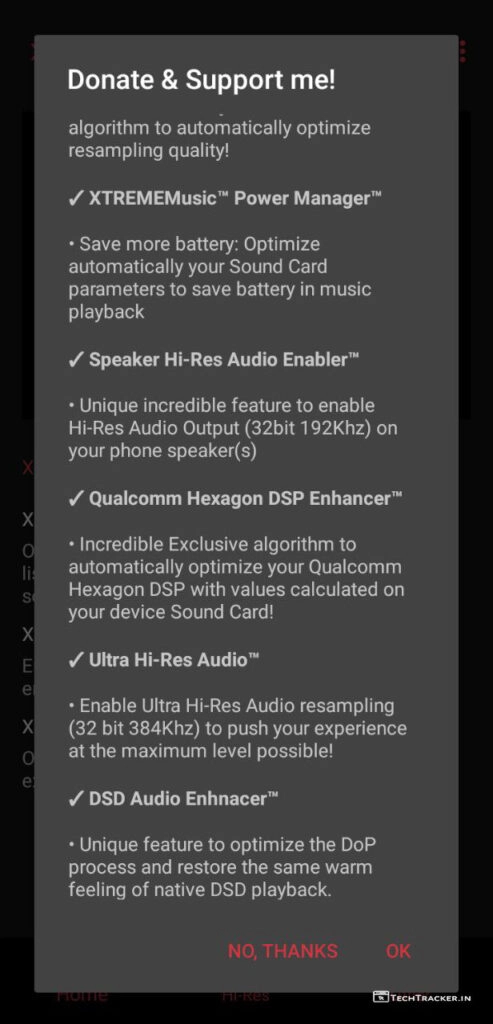 Donate & Support me!
algorithm to automatically optimize
resampling quality!
✓ XTREMEMusic™ Power Manager™
• Save more battery: Optimize
automatically your Sound Card
parameters to save battery in music
playback
✓ Speaker Hi-Res Audio Enabler™
• Unique incredible feature to enable
Hi-Res Audio Output (32bit 192Khz) on
your phone speaker(s)
✓ Qualcomm Hexagon DSP Enhancer™
• Incredible Exclusive algorithm to
automatically optimize your Qualcomm
Hexagon DSP with values calculated on
your device Sound Card!
✓ Ultra Hi-Res Audio™
• Enable Ultra Hi-Res Audio resampling
(32 bit 384Khz) to push your experience
at the maximum level possible!
✓ DSD Audio Enhnacer™
• Unique feature to optimize the DoP
process and restore the same warm
feeling of native DSD playback.
NO, THANKS OK
Home Hi-Res
TECHTRACKER.IN